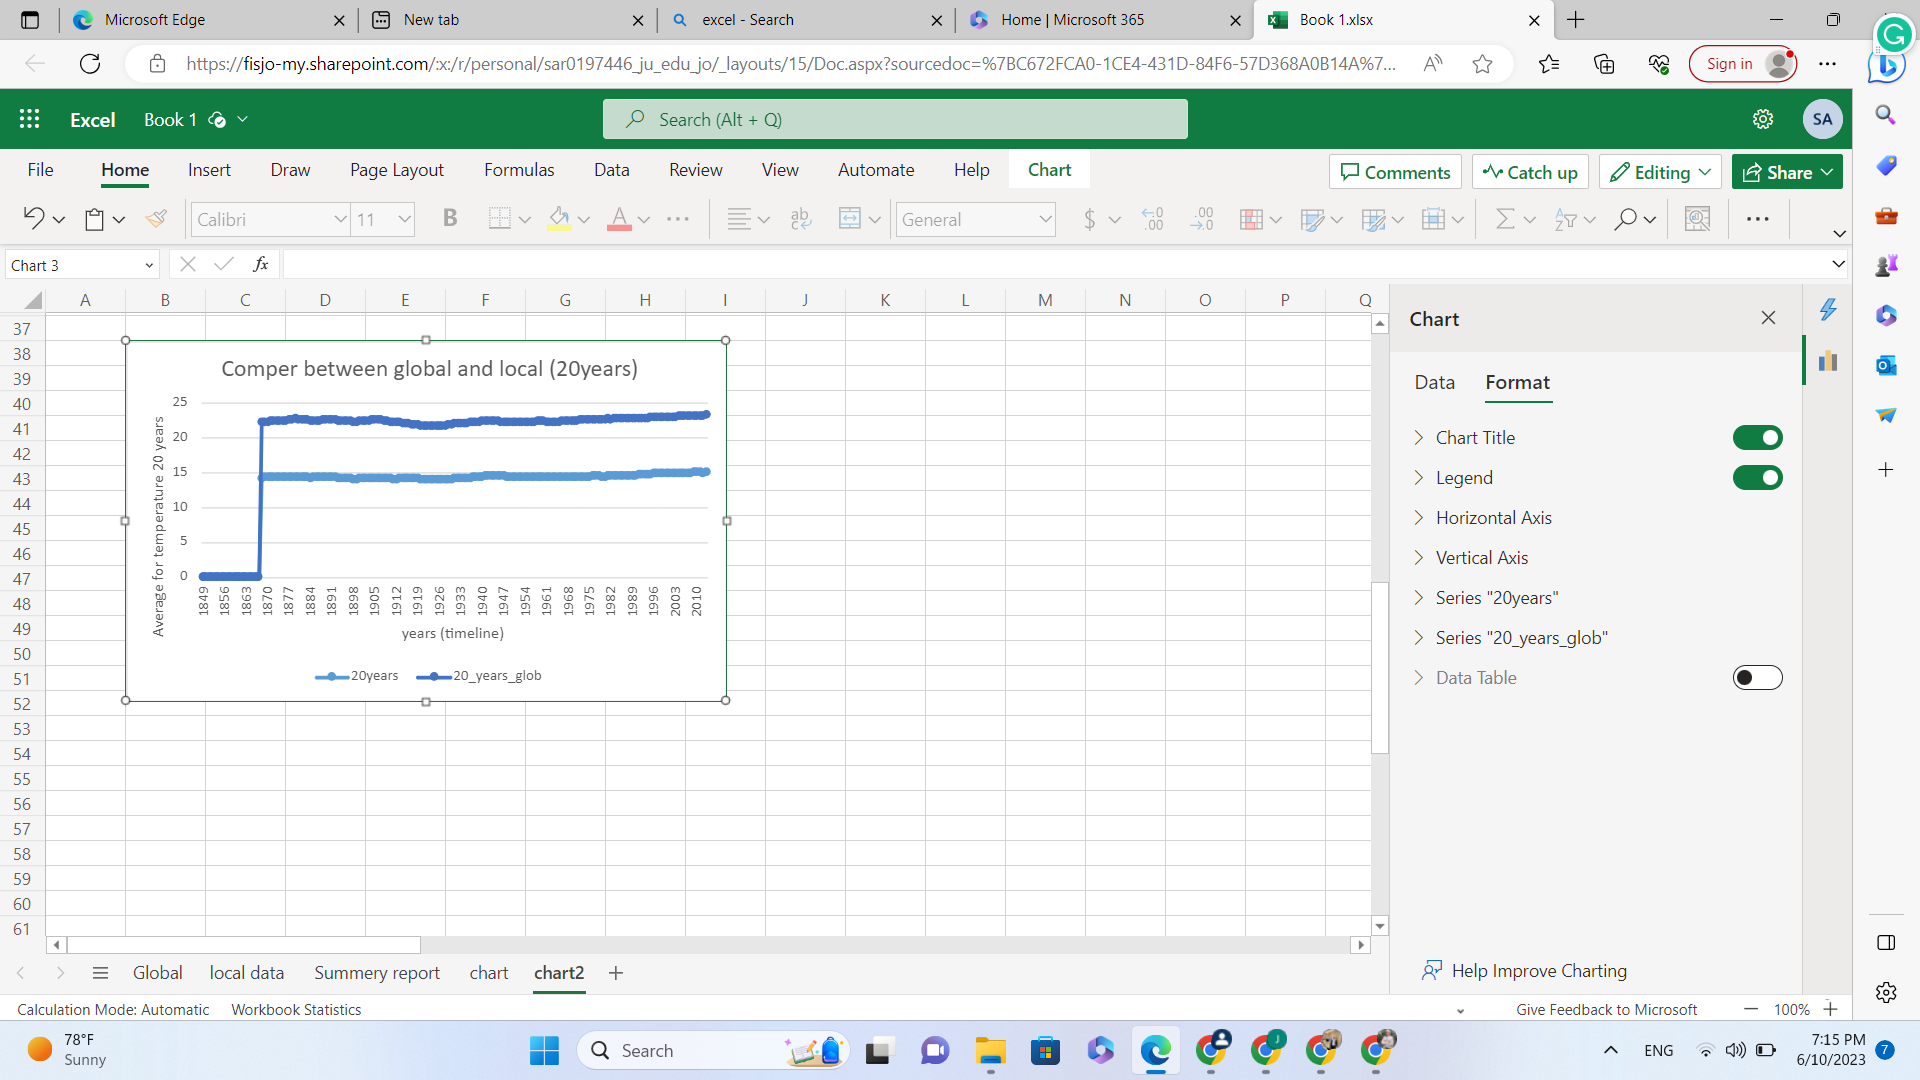 Microsoft Edge
New tab
excel - Search
Home | Microsoft 365
Book 1.xlsx
https://fisjo-my.sharepoint.com/:x:/r/personal/sar0197446_ju_edu_jo/_layouts/15/Doc.aspx?sourcedoc=%7BC672FCA0-1CE4-431D-84F6-57D368A0B14A%7...
Sign in
Excel Book 1
Search (Alt + Q)
SA
File Home Insert Draw Page Layout Formulas Data Review View Automate Help Chart
Comments Catch up Editing Share
Calibri 11 B A ab General $ .00 .00
Chart 3 fx
A B C D E F G H I J K L M N O P Q
37
38
39
40
41
42
43
44
45
46
47
48
49
50
51
52
53
54
55
56
57
58
59
60
61
Comper between global and local (20years)
Average for temperature 20 years
25
20
15
10
5
0
1849 1856 1863 1870 1877 1884 1891 1898 1905 1912 1919 1926 1933 1940 1947 1954 1961 1968 1975 1982 1989 1996 2003 2010
years (timeline)
20years 20_years_glob
Chart
Data Format
Chart Title
Legend
Horizontal Axis
Vertical Axis
Series "20years"
Series "20_years_glob"
Data Table
Help Improve Charting
Global local data Summery report chart chart2
Calculation Mode: Automatic Workbook Statistics
Give Feedback to Microsoft 100%
78°F
Sunny
Search
ENG
7:15 PM
6/10/2023
7